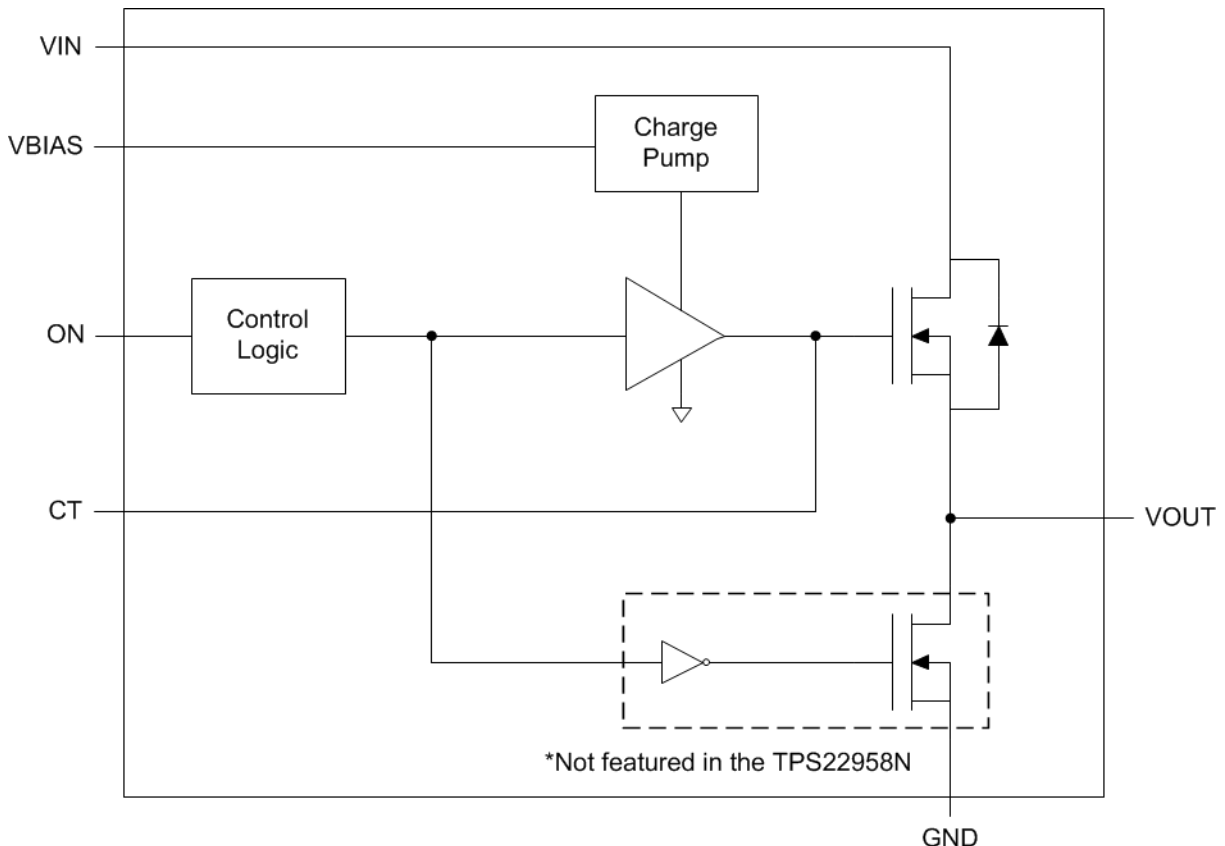 VIN
Charge
Pump
VBIAS
Control
Logic
ON
CT
VOUT
*Not featured in the TPS22958N
GND